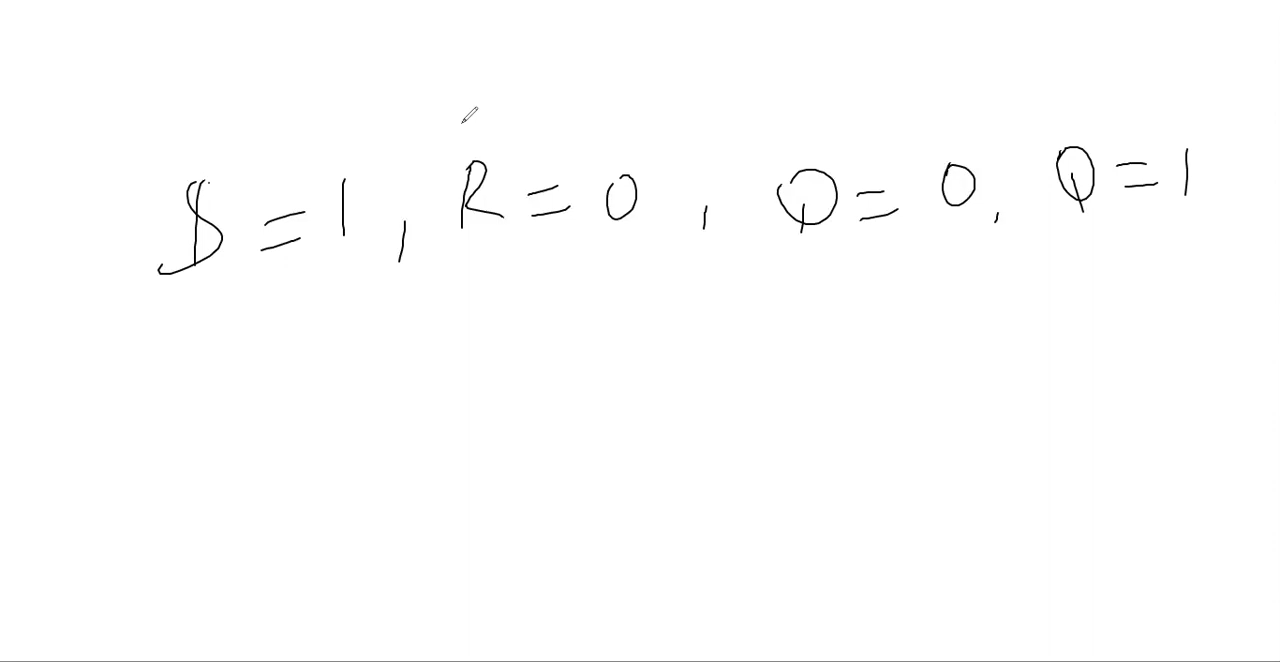 S = 1, R = 0, Q = 0, Q = 1